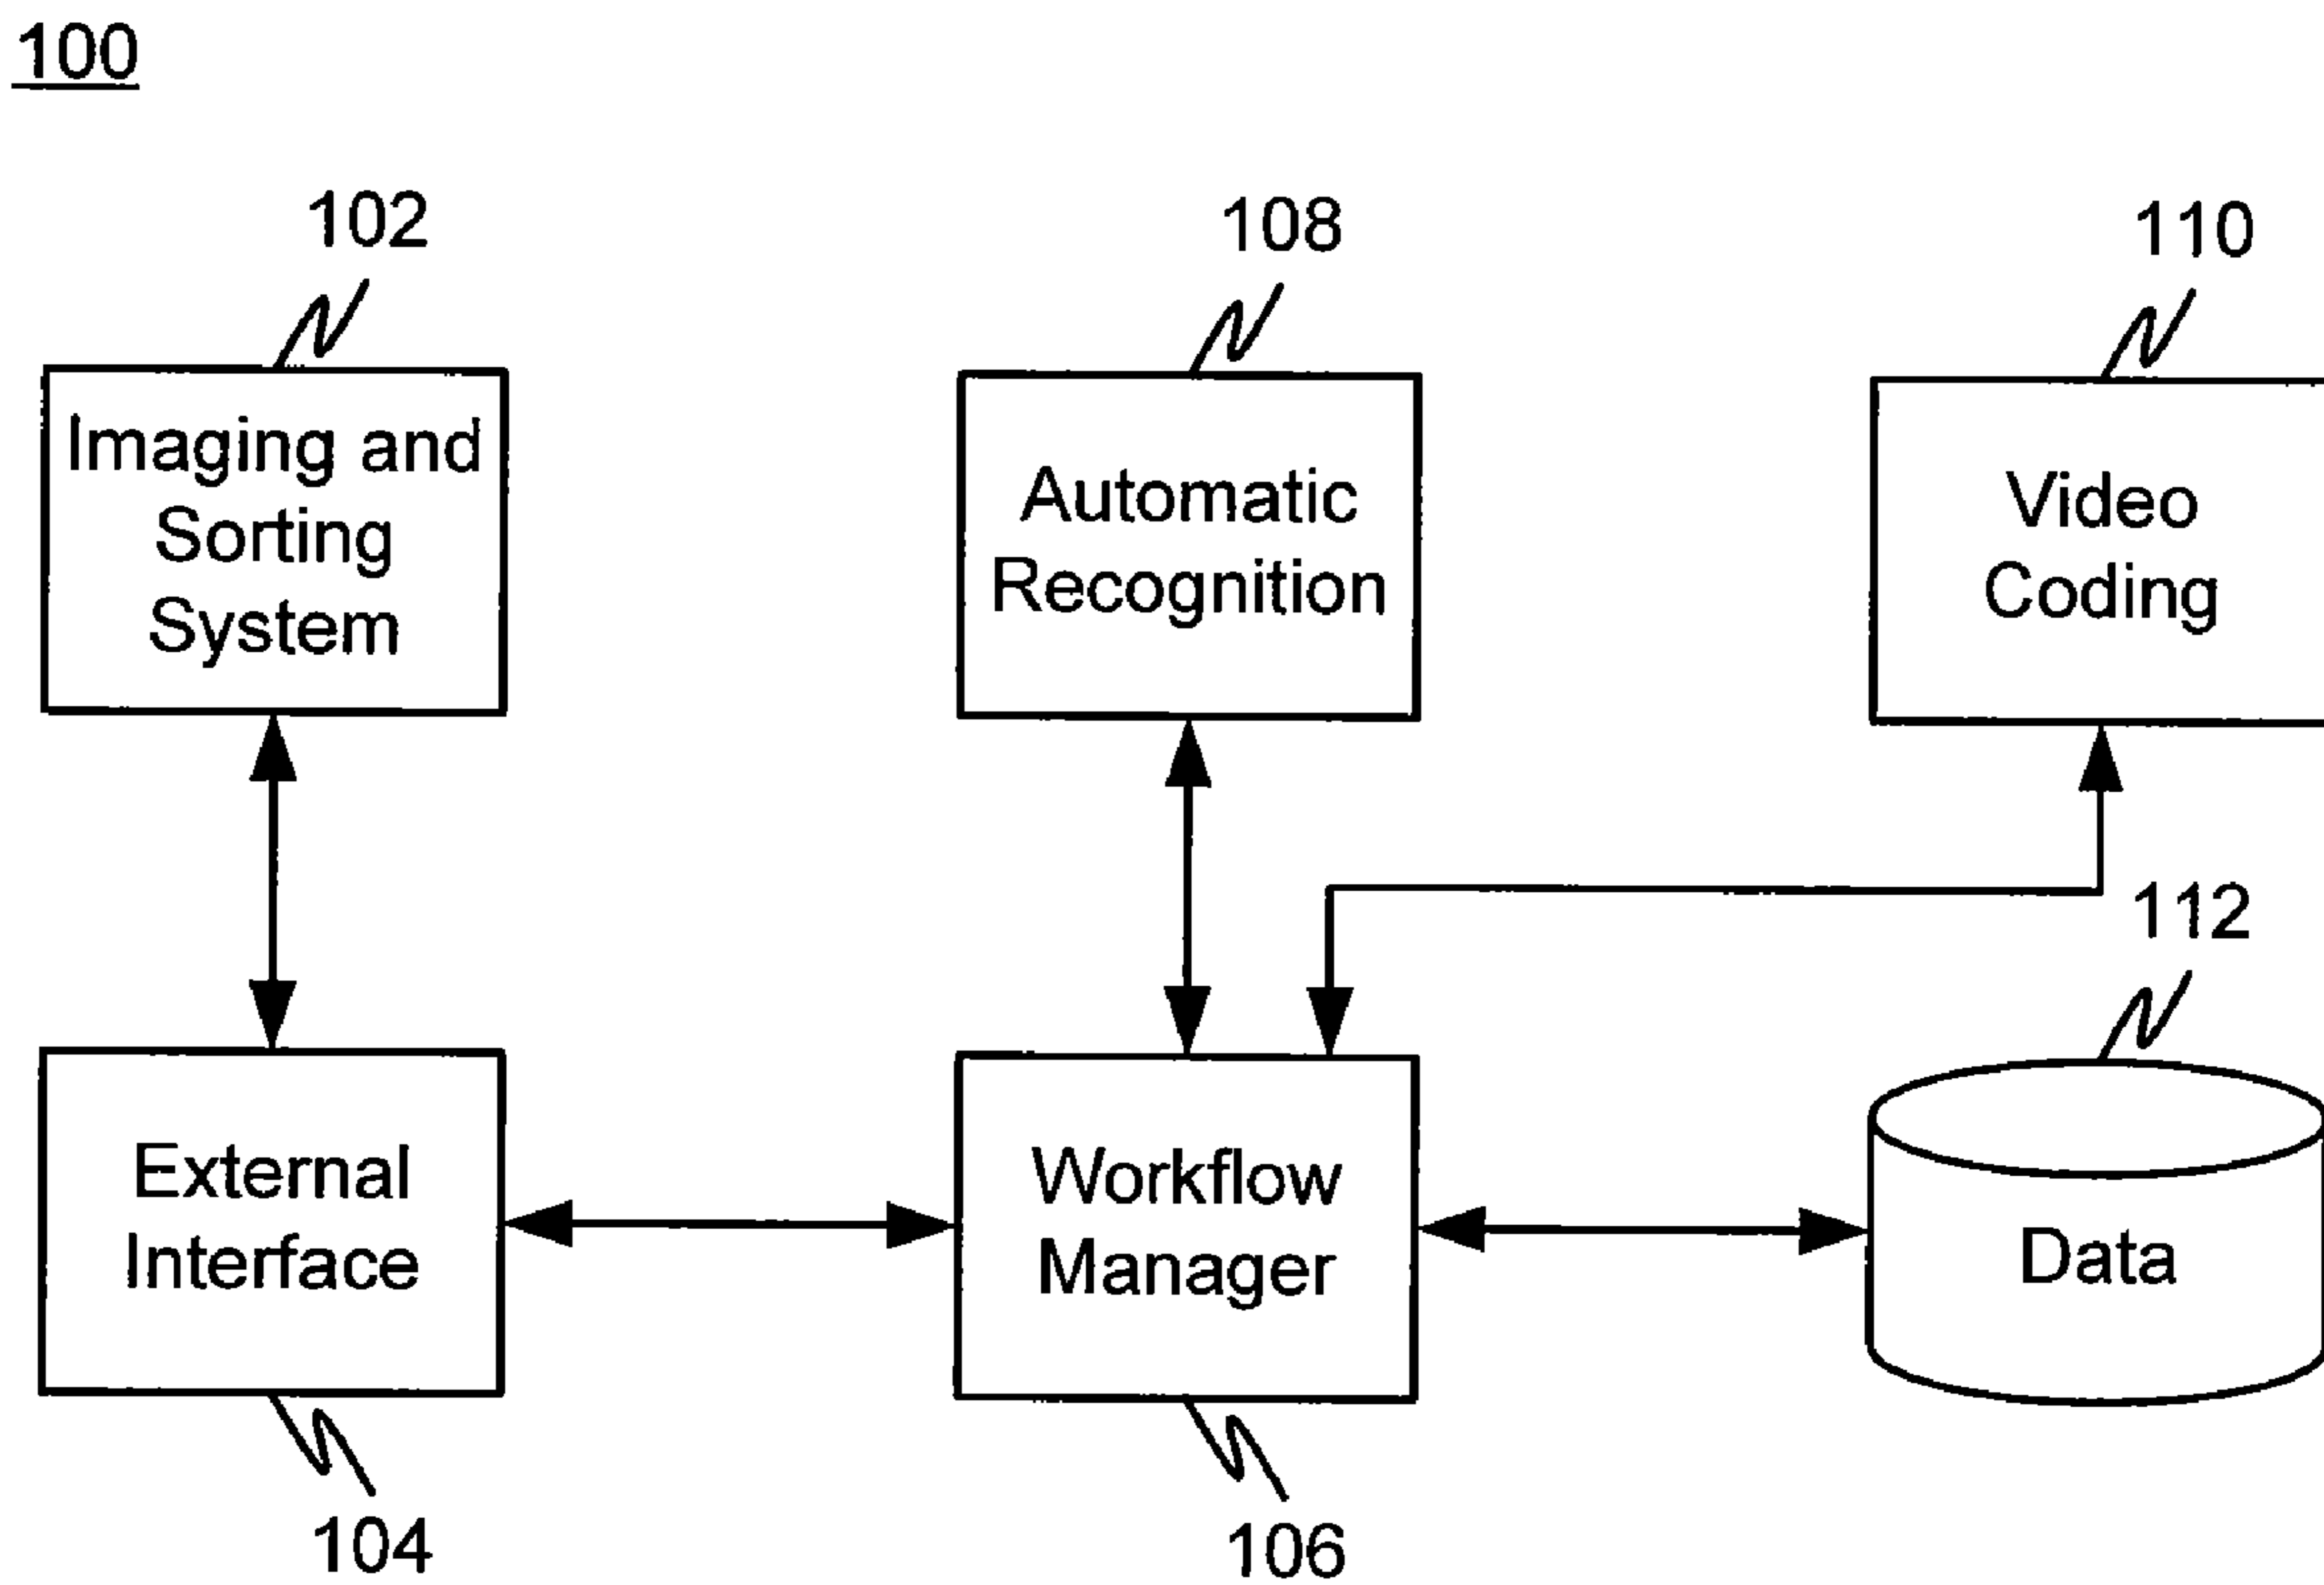 100
102
108
110
Imaging and
Sorting
System
Automatic
Recognition
Video
Coding
112
External
Interface
Workflow
Manager
Data
104
106